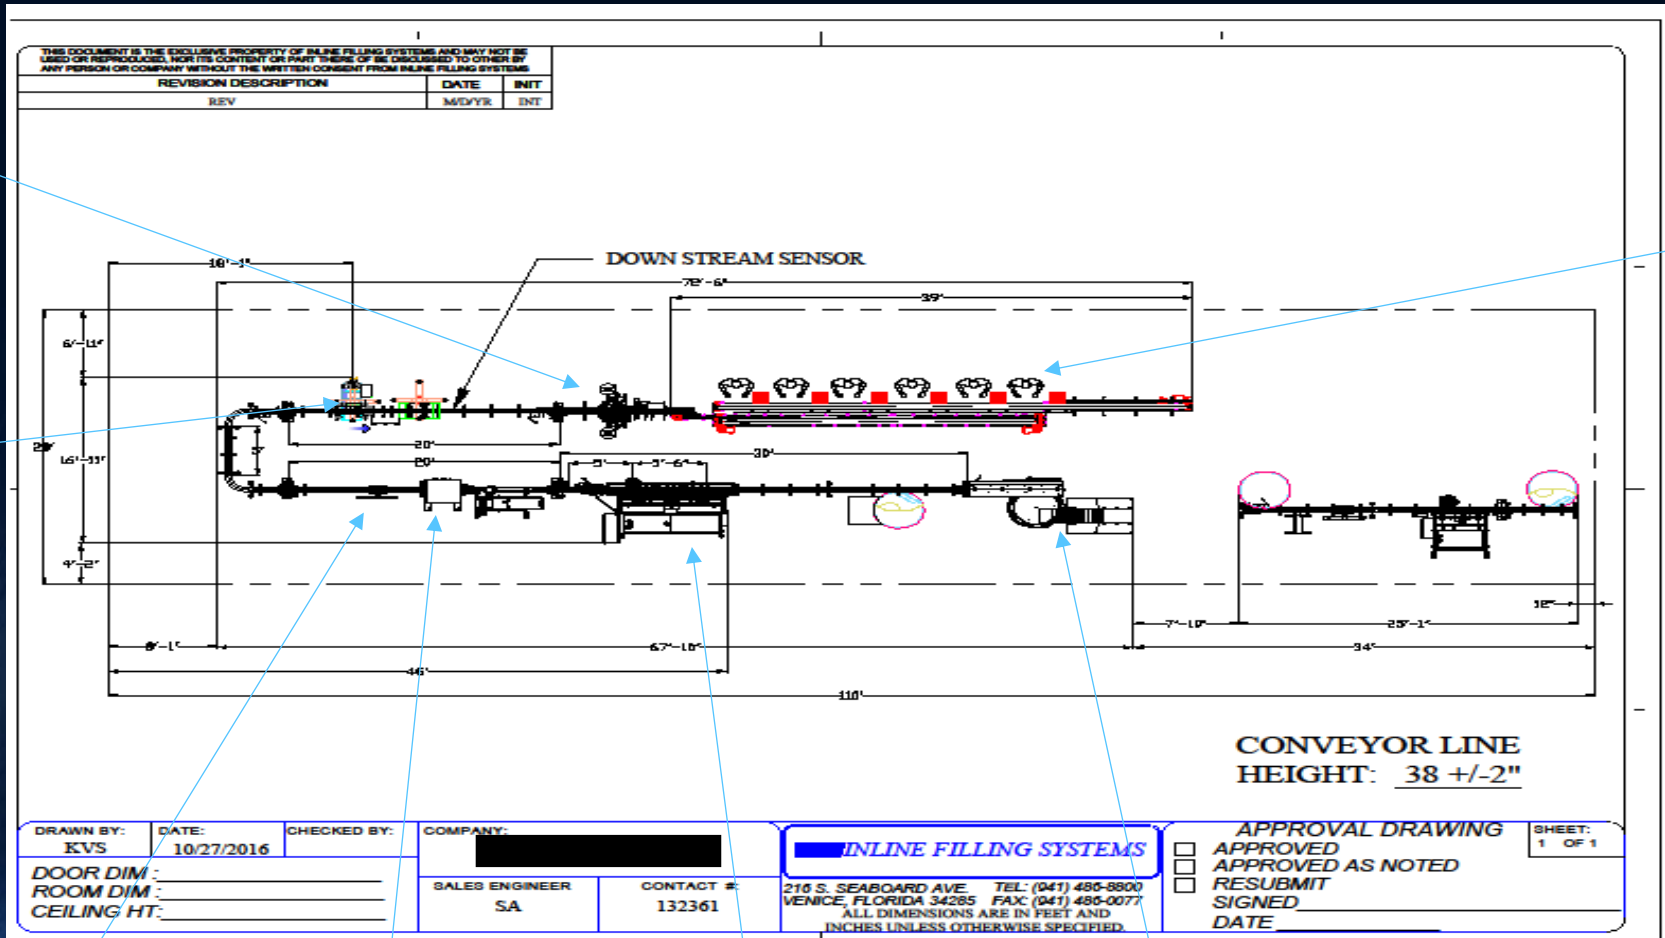 THIS DOCUMENT IS THE EXCLUSIVE PROPERTY OF INLINE FILLING SYSTEMS AND MAY NOT BE
USED OR REPRODUCED, NOR ITS CONTENT OR PART THERE OF BE DISCUSSED TO OTHER BY
ANY PERSON OR COMPANY WITHOUT THE WRITTEN CONSENT FROM INLINE FILLING SYSTEMS
REVISION DESCRIPTION DATE INIT
REV M/D/YR INT
DOWN STREAM SENSOR
18'-1"
72'-6"
39'
6'-11"
20'
5'
30'
20'
5' 5'-6"
4'-2"
12"
7'-10" 25'-1"
8'-1" 67'-10" 34'
46'
110'
CONVEYOR LINE
HEIGHT: 38 +/-2"
DRAWN BY: DATE: CHECKED BY: COMPANY:
KVS 10/27/2016
DOOR DIM :
ROOM DIM :
CEILING HT:
SALES ENGINEER CONTACT #:
SA 132361
INLINE FILLING SYSTEMS
216 S. SEABOARD AVE. TEL: (941) 486-8800
VENICE, FLORIDA 34285 FAX: (941) 486-0077
ALL DIMENSIONS ARE IN FEET AND
INCHES UNLESS OTHERWISE SPECIFIED.
APPROVAL DRAWING SHEET:
1 OF 1
APPROVED
APPROVED AS NOTED
RESUBMIT
SIGNED
DATE